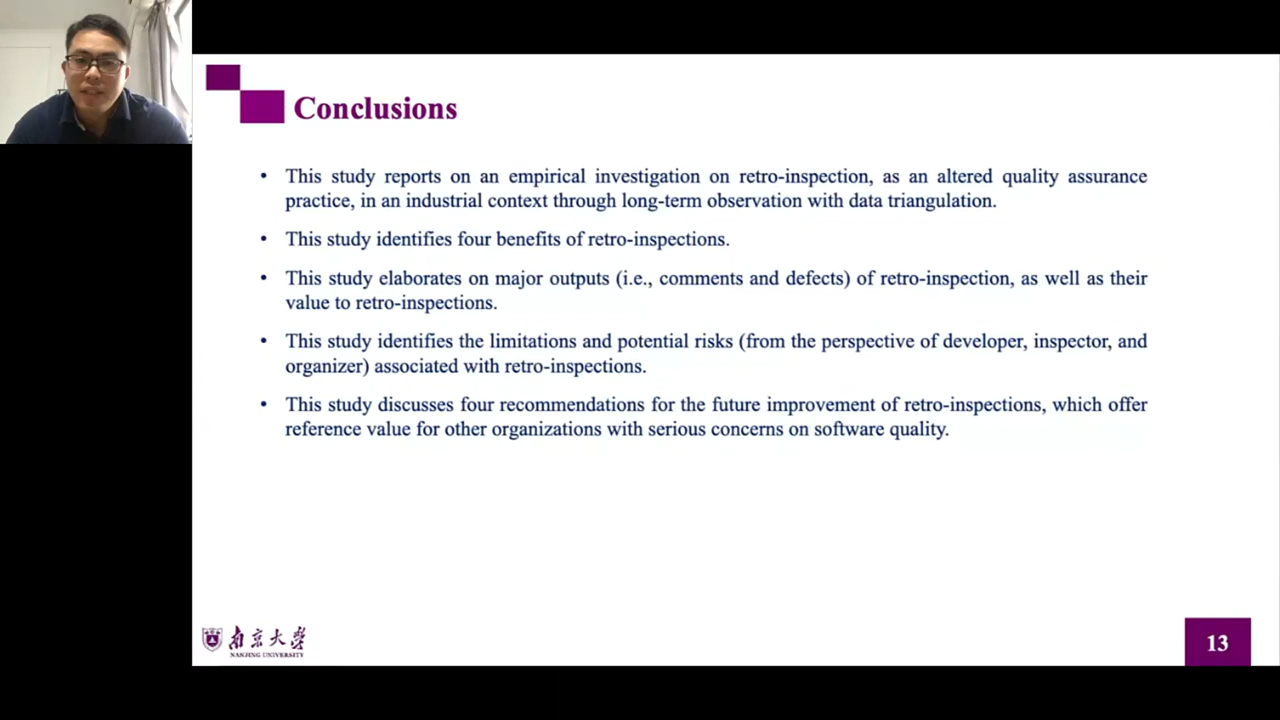 Conclusions
• This study reports on an empirical investigation on retro-inspection, as an altered quality assurance
practice, in an industrial context through long-term observation with data triangulation.
• This study identifies four benefits of retro-inspections.
• This study elaborates on major outputs (i.e., comments and defects) of retro-inspection, as well as their
value to retro-inspections.
• This study identifies the limitations and potential risks (from the perspective of developer, inspector, and
organizer) associated with retro-inspections.
• This study discusses four recommendations for the future improvement of retro-inspections, which offer
reference value for other organizations with serious concerns on software quality.
南京大學
NANJING UNIVERSITY
13